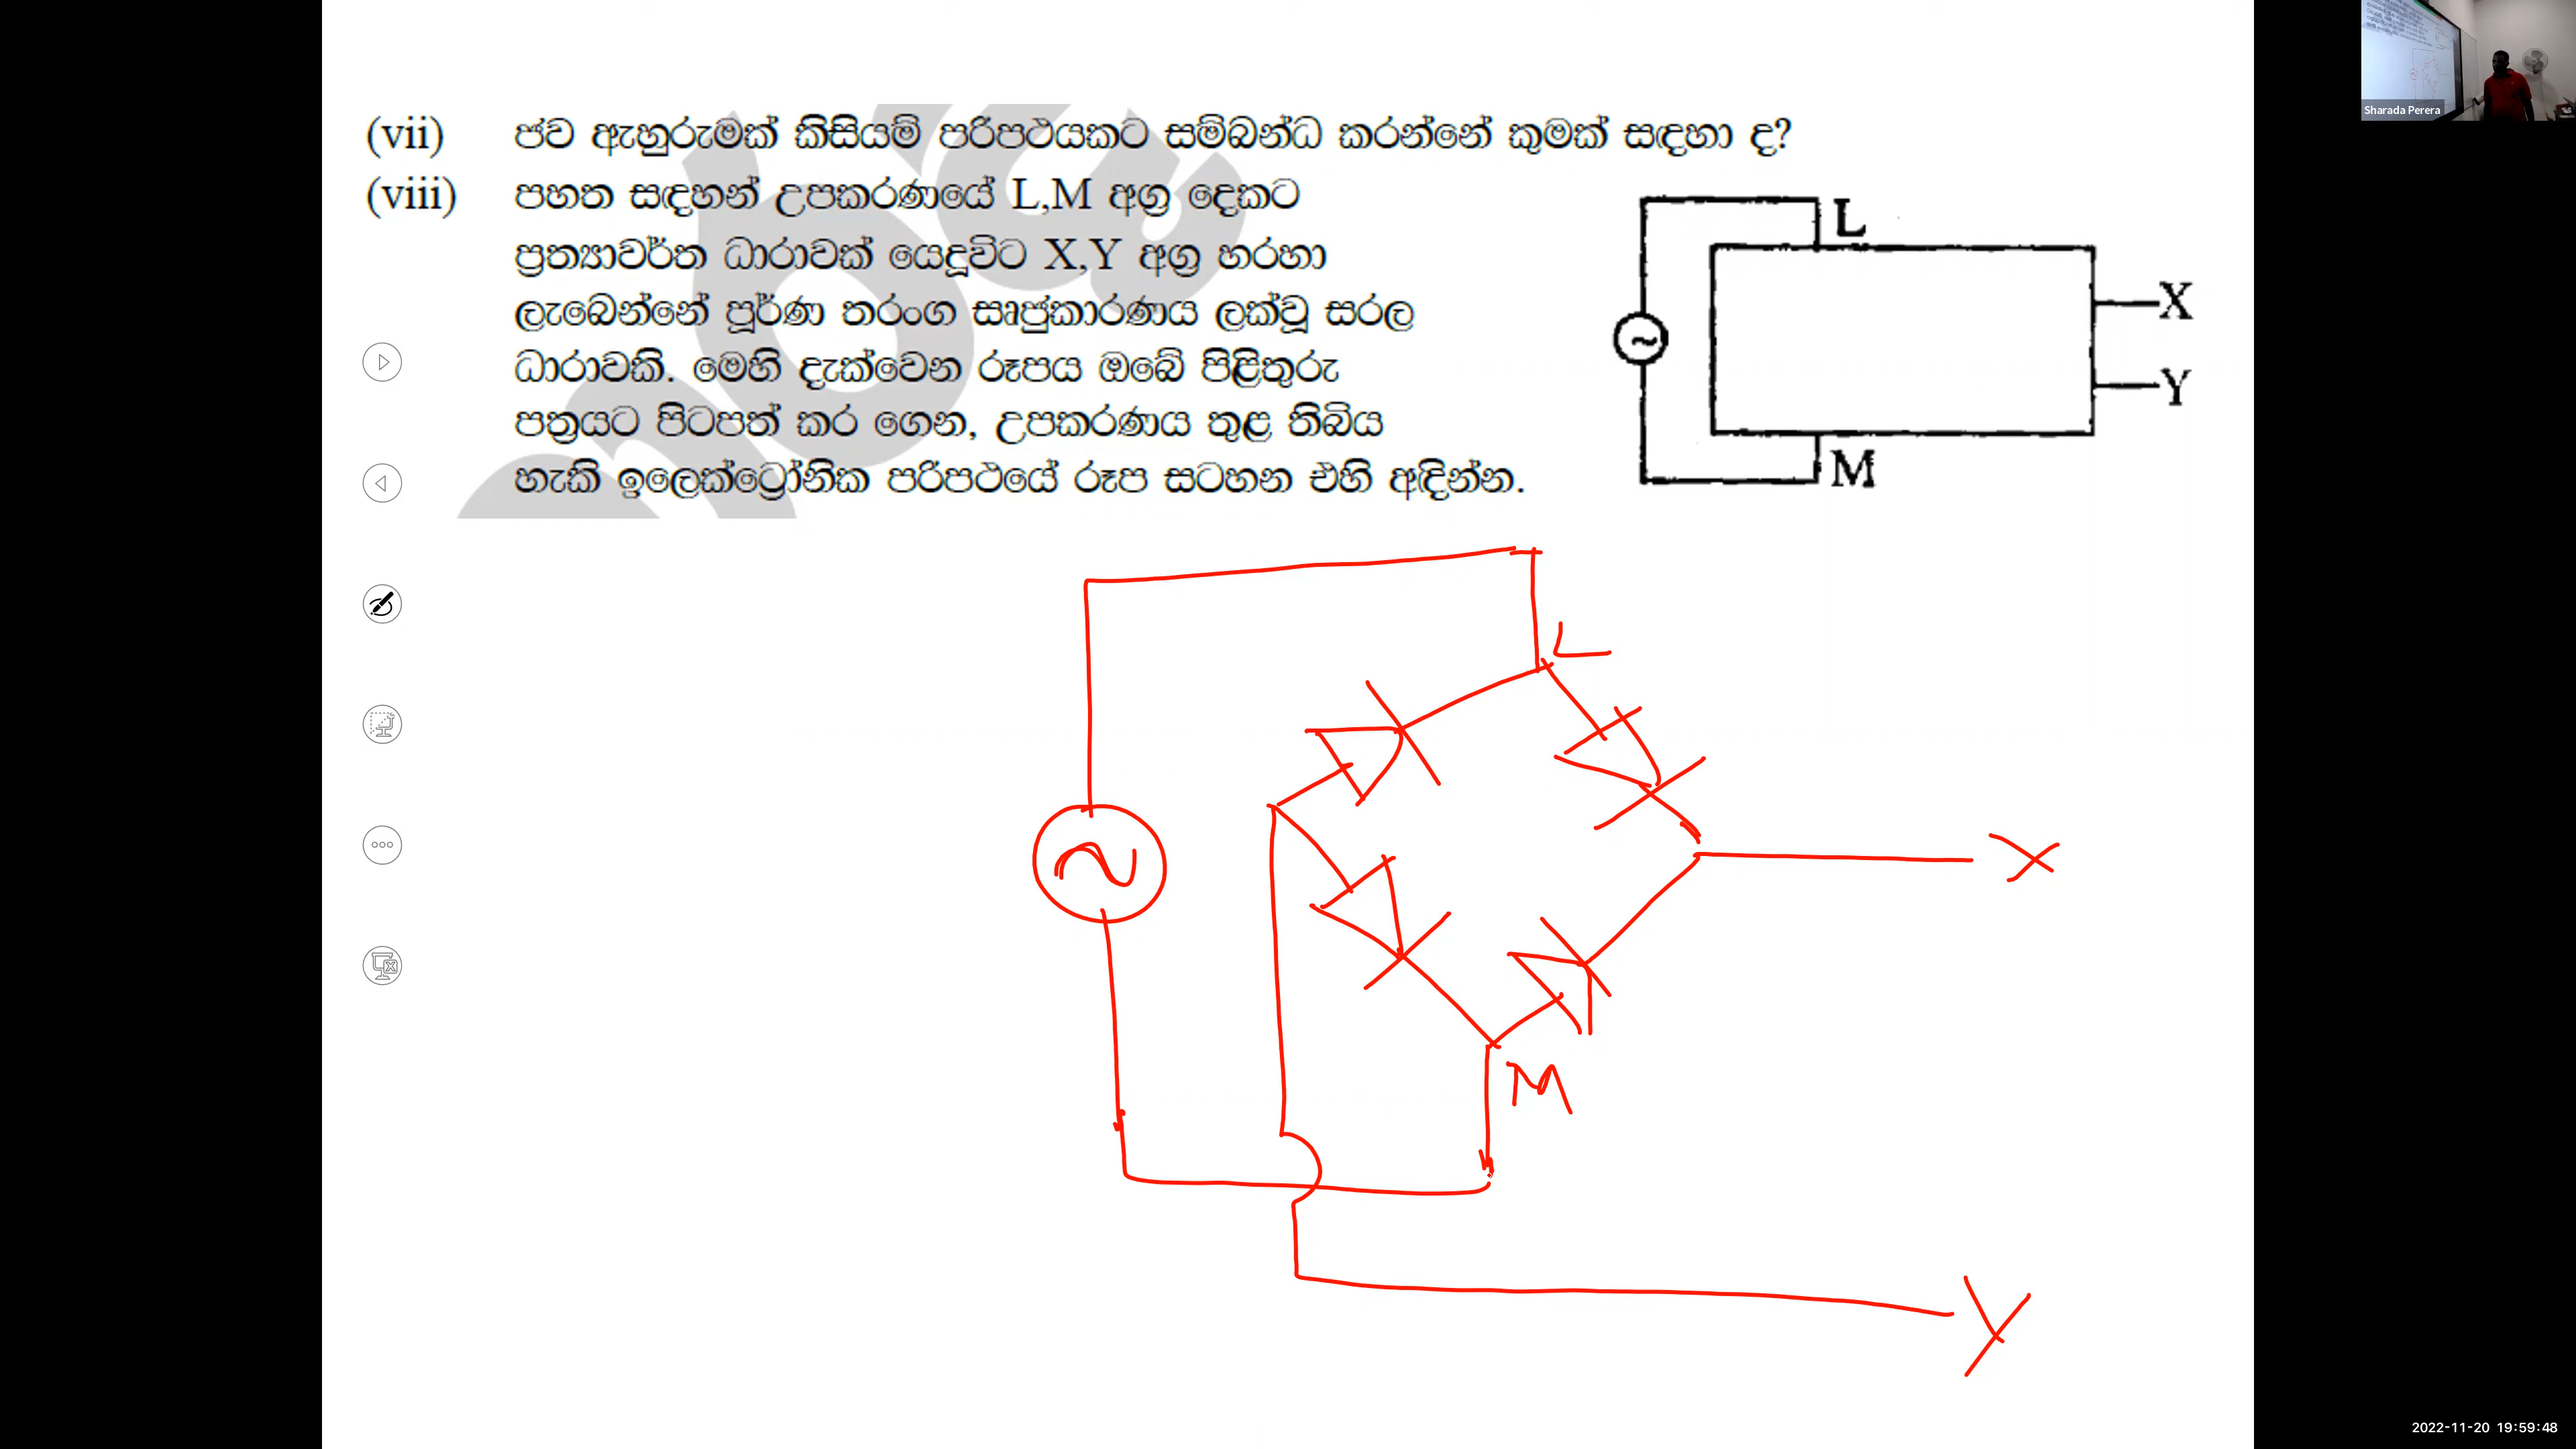 Sharada Perera
(vii) ජව ඇහුරුමක් කිසියම් පරිපථයකට සම්බන්ධ කරන්නේ කුමක් සඳහා ද?
(viii) පහත සඳහන් උපකරණයේ L,M අග්‍ර දෙකට
ප්‍රත්‍යාවර්ත ධාරාවක් යෙදූවිට X,Y අග්‍ර හරහා
ලැබෙන්නේ පූර්ණ තරංග සෘජුකාරණය ලක්වූ සරල
ධාරාවකි. මෙහි දැක්වෙන රූපය ඔබේ පිළිතුරු
පත්‍රයට පිටපත් කර ගෙන, උපකරණය තුළ තිබිය
හැකි ඉලෙක්ට්‍රෝනික පරිපථයේ රූප සටහන එහි අඳින්න.
L
X
Y
M
L
X
M
Y
2022-11-20 19:59:48